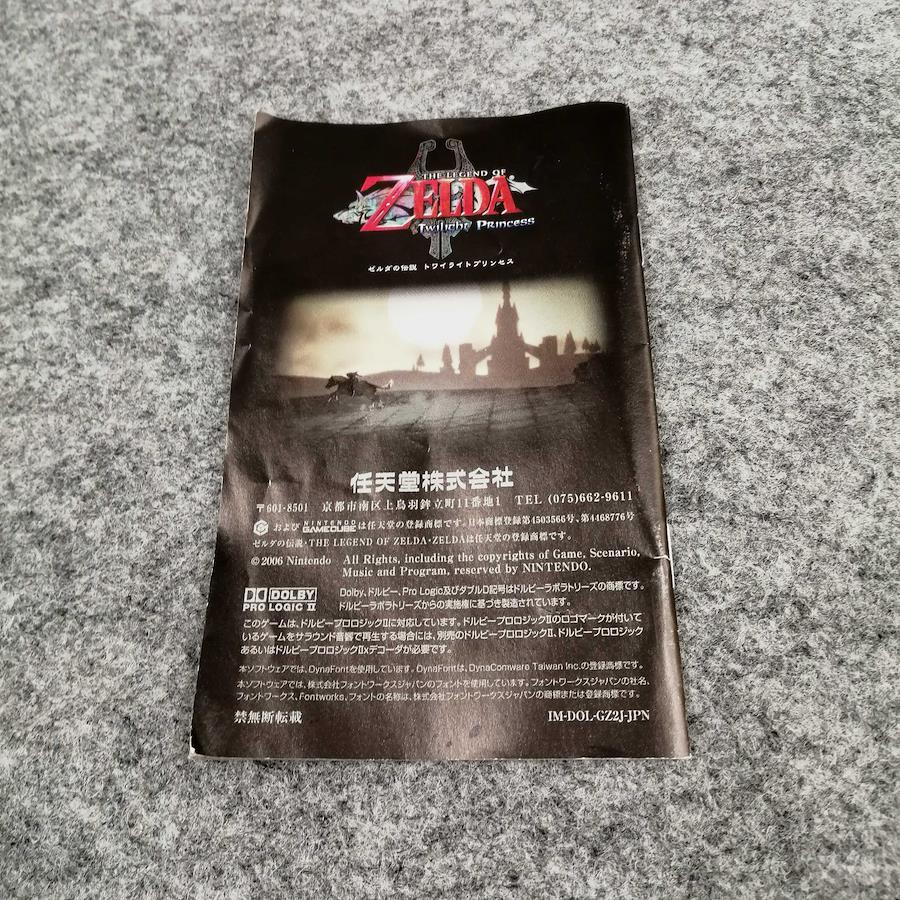 THE LEGEND OF
ZELDA
Twilight Princess
ゼルダの伝説 トワイライトプリンセス
任天堂株式会社
〒601-8501 京都市南区上鳥羽鉾立町11番地1 TEL (075)662-9611
および NINTENDO GAMECUBEは任天堂の登録商標です。日本商標登録第4503566号、第4468776号
ゼルダの伝説・THE LEGEND OF ZELDA・ZELDAは任天堂の登録商標です。
©2006 Nintendo All Rights, including the copyrights of Game, Scenario,
Music and Program, reserved by NINTENDO.
DOLBY
PRO LOGIC II
Dolby、ドルビー、Pro Logic及びダブルD記号はドルビーラボラトリーズの商標です。
ドルビーラボラトリーズからの実施権に基づき製造されています。
このゲームは、ドルビープロロジックⅡに対応しています。ドルビープロロジックⅡのロゴマークが付いて
いるゲームをサラウンド音響で再生する場合には、別売のドルビープロロジックⅡ、ドルビープロロジック
あるいはドルビープロロジックⅡxデコーダが必要です。
本ソフトウェアでは、DynaFontを使用しています。DynaFontは、DynaComware Taiwan Inc.の登録商標です。
本ソフトウェアでは、株式会社フォントワークスジャパンのフォントを使用しています。フォントワークスジャパンの社名、
フォントワークス、Fontworks、フォントの名称は、株式会社フォントワークスジャパンの商標または登録商標です。
禁無断転載
IM-DOL-GZ2J-JPN